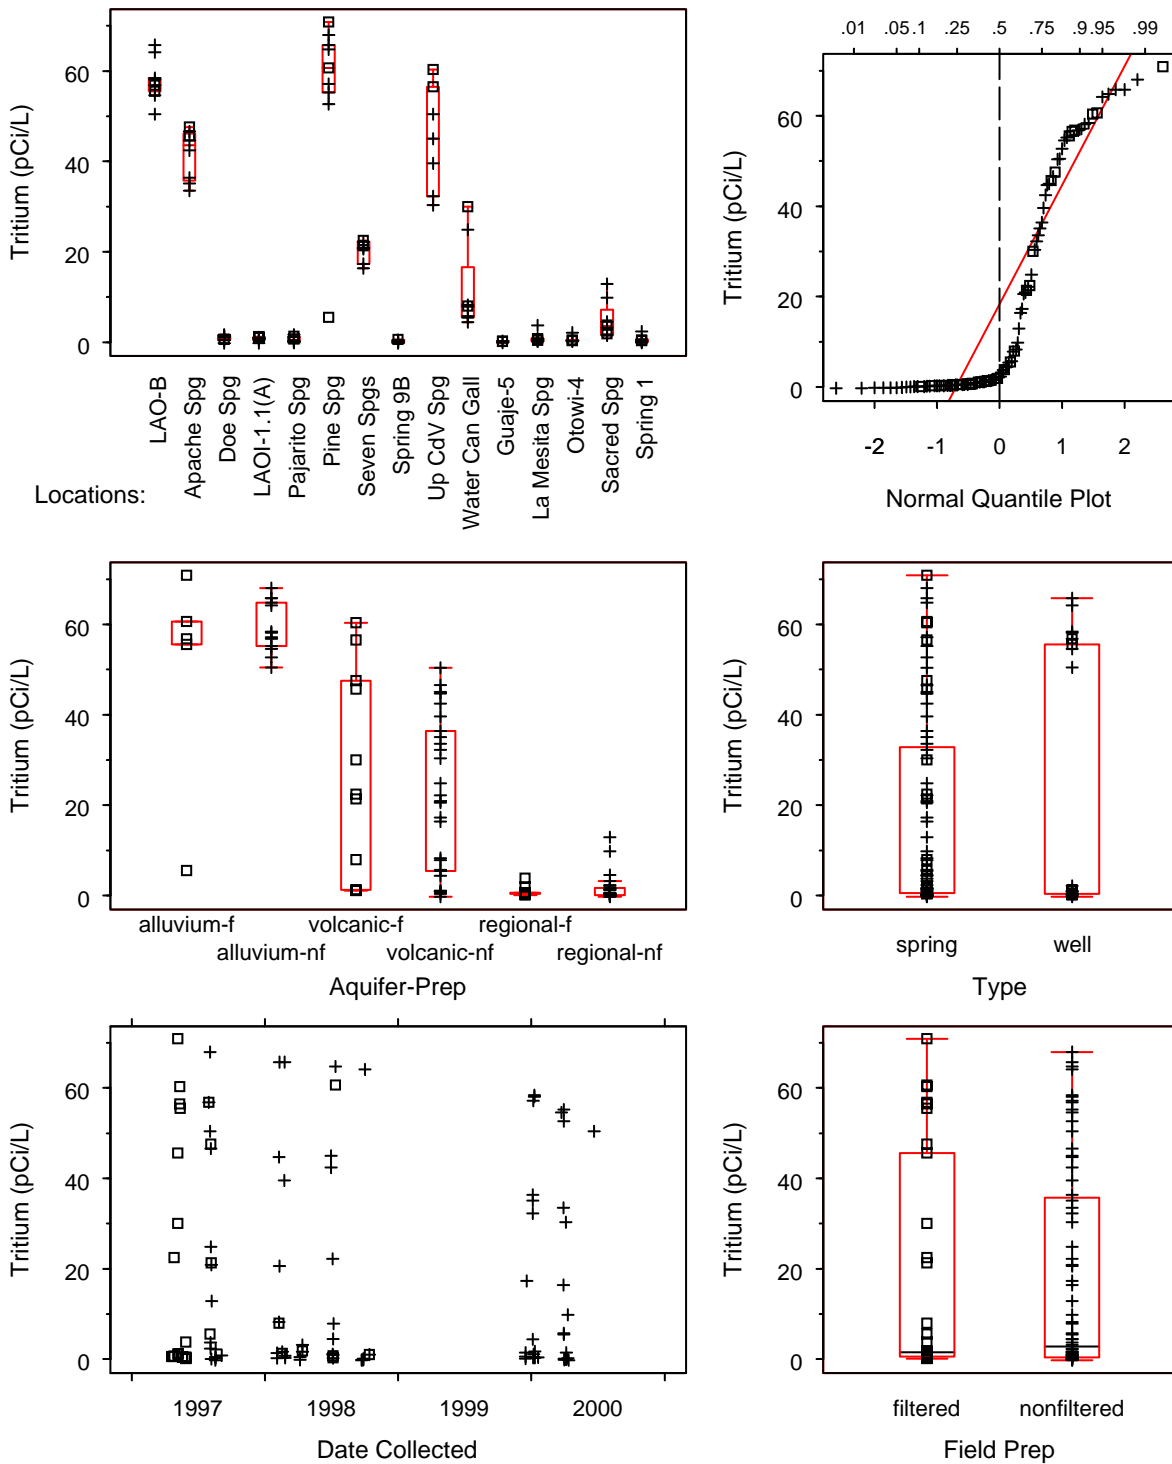 .01 .05 .1 .25 .5 .75 .9 .95 .99
Tritium (pCi/L)
60
40
20
0
LAO-B
Apache Spg
Doe Spg
LAOI-1.1(A)
Pajarito Spg
Pine Spg
Seven Spgs
Spring 9B
Up CdV Spg
Water Can Gall
Guaje-5
La Mesita Spg
Otowi-4
Sacred Spg
Spring 1
Locations:
Tritium (pCi/L)
60
40
20
0
-2 -1 0 1 2
Normal Quantile Plot
Tritium (pCi/L)
60
40
20
0
alluvium-f volcanic-f regional-f
alluvium-nf volcanic-nf regional-nf
Aquifer-Prep
Tritium (pCi/L)
60
40
20
0
spring well
Type
Tritium (pCi/L)
60
40
20
0
1997 1998 1999 2000
Date Collected
Tritium (pCi/L)
60
40
20
0
filtered nonfiltered
Field Prep